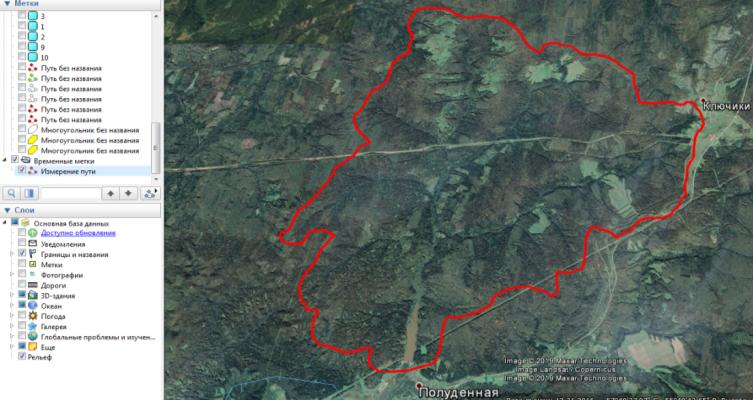 Метки
3
1
2
9
10
Путь без названия
Путь без названия
Путь без названия
Путь без названия
Путь без названия
Путь без названия
Многоугольник без названия
Многоугольник без названия
Многоугольник без названия
Временные метки
Измерение пути
Слои
Основная база данных
Доступно обновления
Уведомления
Границы и названия
Метки
Фотографии
Дороги
3D-здания
Океан
Погода
Галерея
Глобальные проблемы и изучен...
Еще
Рельеф
Ключики
Image © 2019 Maxar Technologies
Image Landsat / Copernicus
Image © 2019 Maxar Technologies
Полуденная